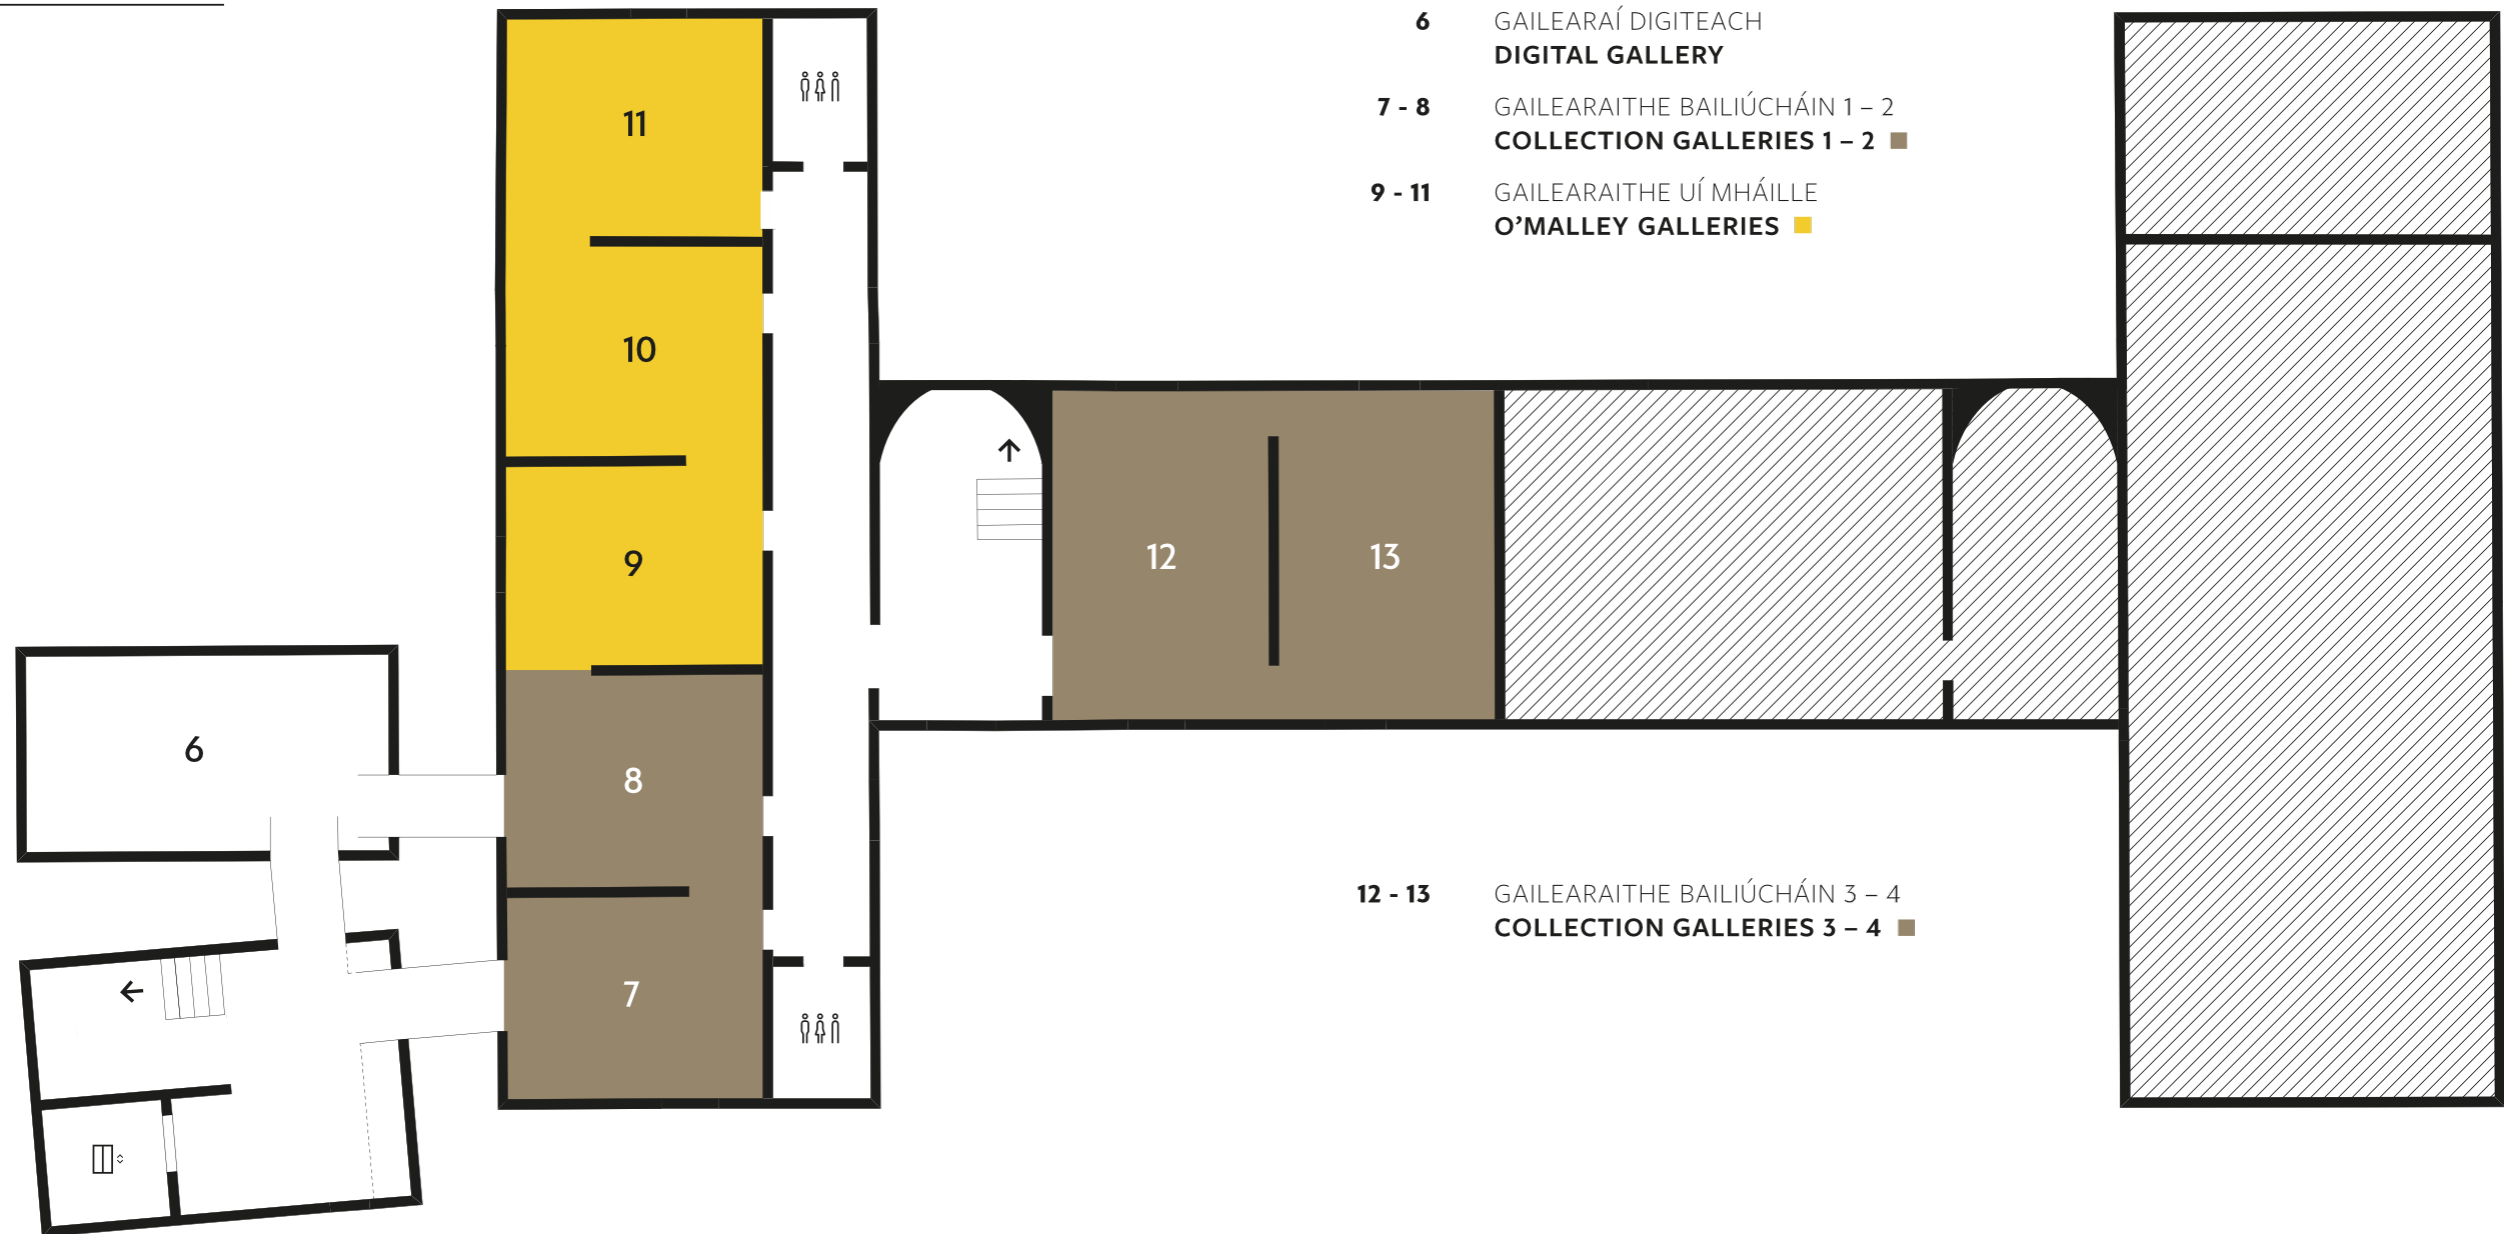 6 GAILEARAÍ DIGITEACH
DIGITAL GALLERY
7 - 8 GAILEARAITHE BAILIÚCHÁIN 1 – 2
COLLECTION GALLERIES 1 – 2
9 - 11 GAILEARAITHE UÍ MHÁILLE
O’MALLEY GALLERIES
11
10
9
12 13
6
8
7
12 - 13 GAILEARAITHE BAILIÚCHÁIN 3 – 4
COLLECTION GALLERIES 3 – 4